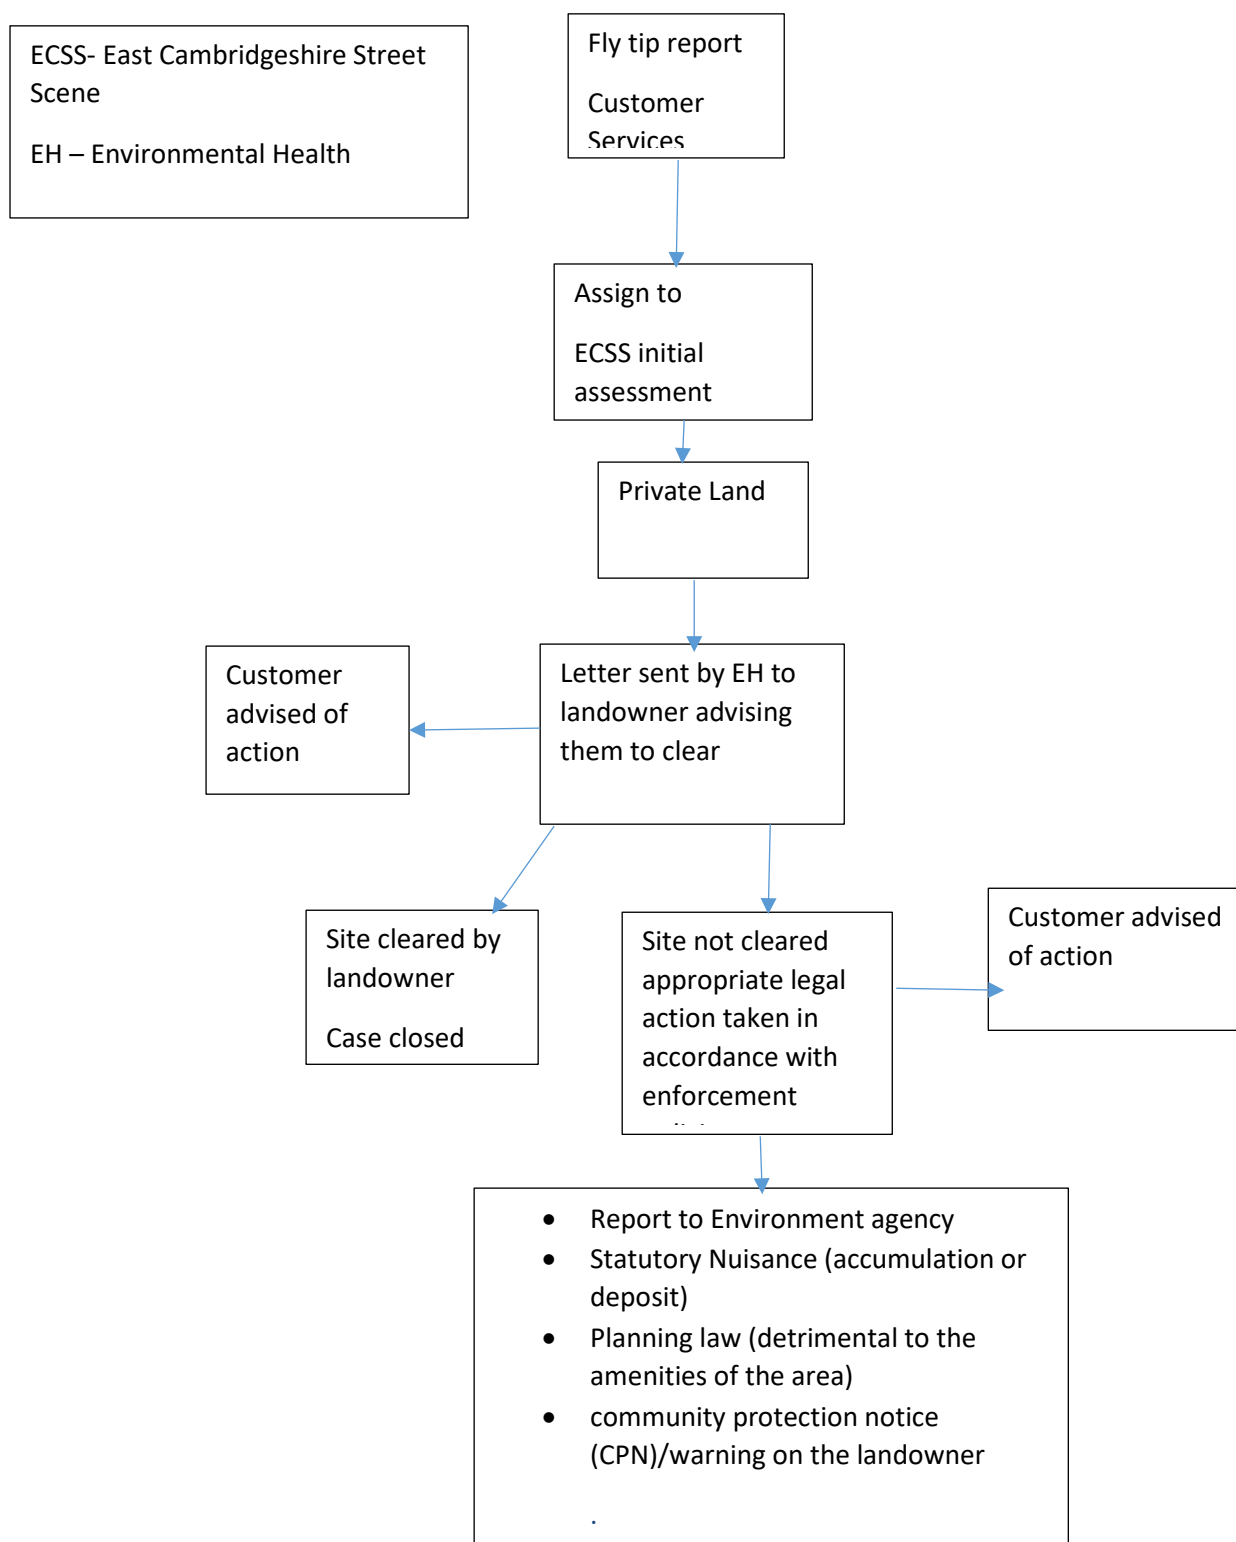 ECSS- East Cambridgeshire Street
Scene
EH – Environmental Health
Fly tip report
Customer
Services
Assign to
ECSS initial
assessment
Private Land
Customer
advised of
action
Letter sent by EH to
landowner advising
them to clear
Site cleared by
landowner
Case closed
Site not cleared
appropriate legal
action taken in
accordance with
enforcement
Customer advised
of action
• Report to Environment agency
• Statutory Nuisance (accumulation or
deposit)
• Planning law (detrimental to the
amenities of the area)
• community protection notice
(CPN)/warning on the landowner
.